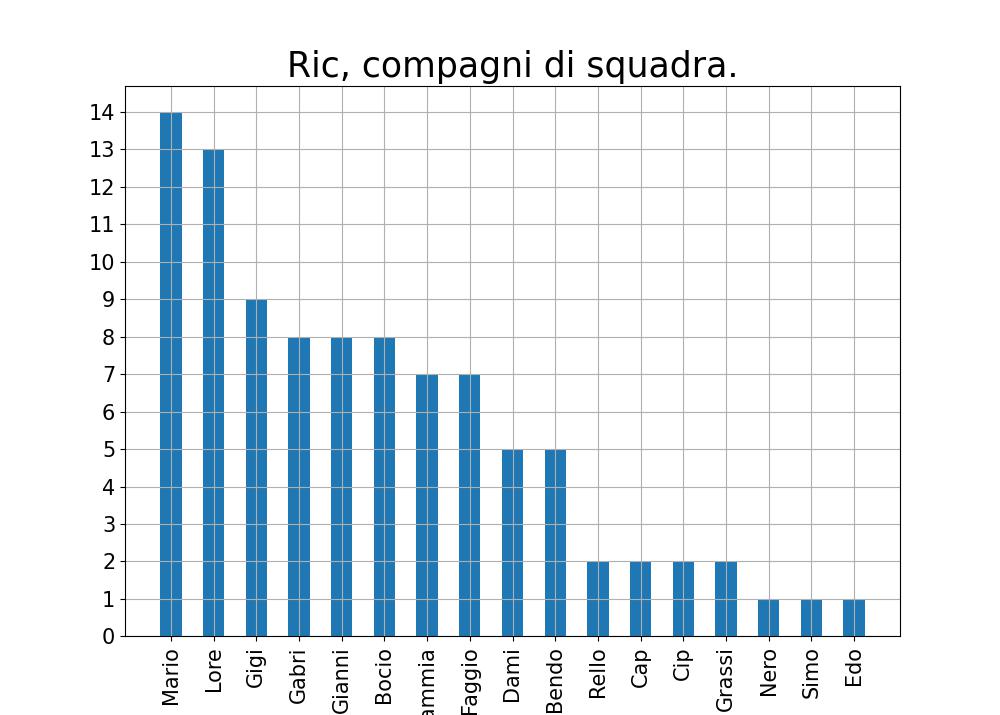 Ric, compagni di squadra.
14
13
12
11
10
9
8
7
6
5
4
3
2
1
0
Mario
Lore
Gigi
Gabri
Gianni
Bocio
ammia
Faggio
Dami
Bendo
Rello
Cap
Cip
Grassi
Nero
Simo
Edo